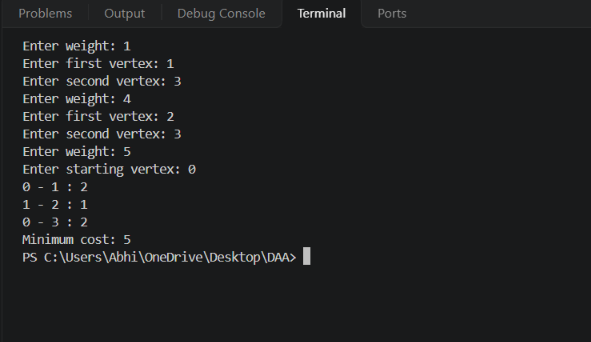 Problems Output Debug Console Terminal Ports
Enter weight: 1
Enter first vertex: 1
Enter second vertex: 3
Enter weight: 4
Enter first vertex: 2
Enter second vertex: 3
Enter weight: 5
Enter starting vertex: 0
0 - 1 : 2
1 - 2 : 1
0 - 3 : 2
Minimum cost: 5
PS C:\Users\Abhi\OneDrive\Desktop\DAA>